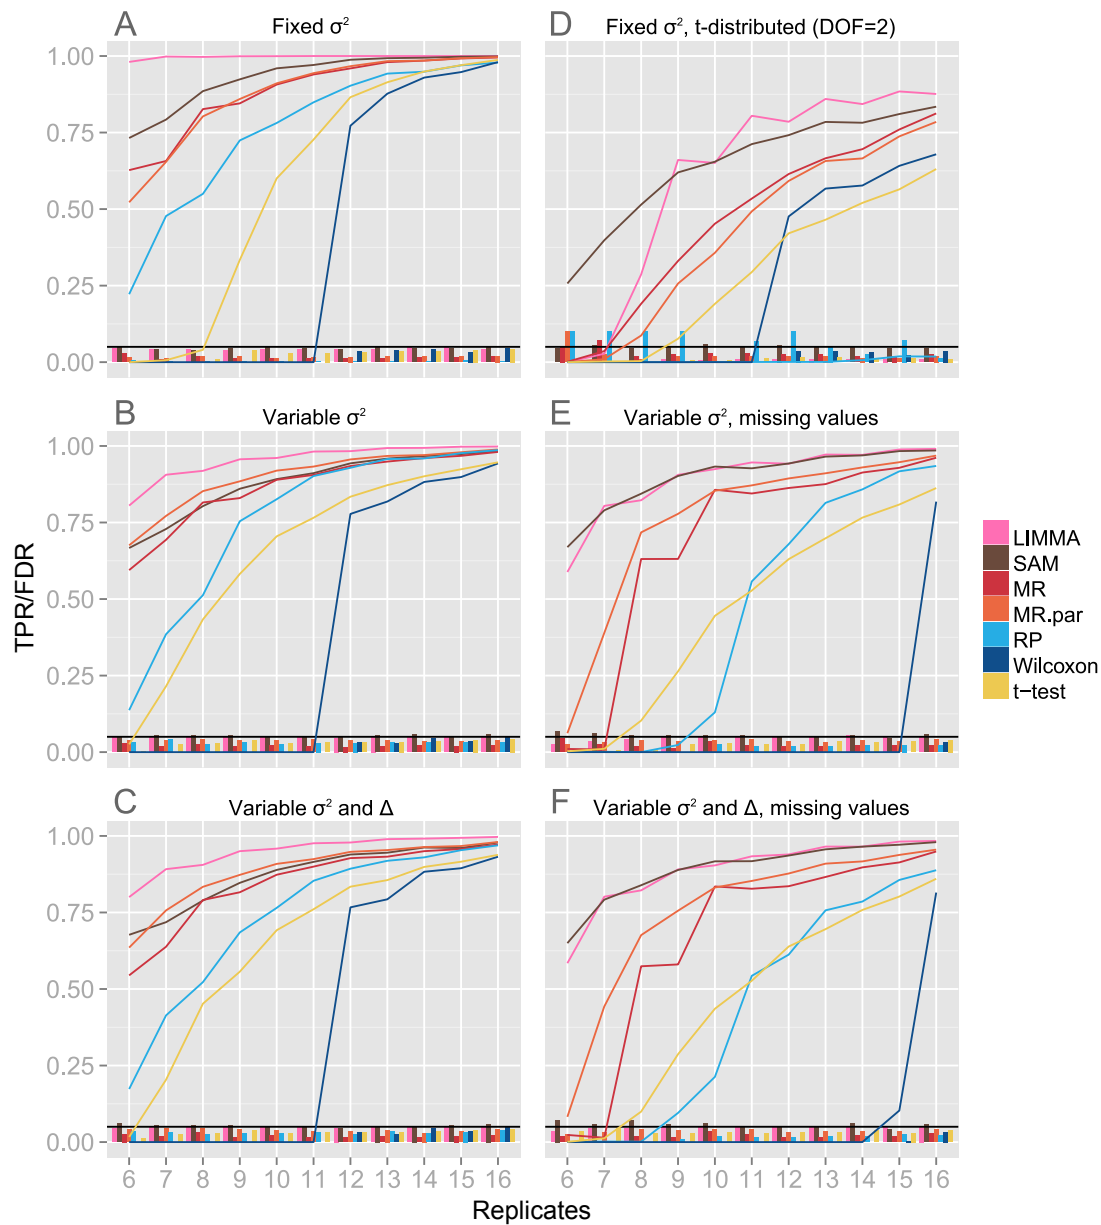 A
Fixed σ²
1.00
0.75
0.50
0.25
0.00
D
Fixed σ², t-distributed (DOF=2)
B
Variable σ²
1.00
0.75
0.50
0.25
0.00
E
Variable σ², missing values
C
Variable σ² and Δ
1.00
0.75
0.50
0.25
0.00
6 7 8 9 10 11 12 13 14 15 16
F
Variable σ² and Δ, missing values
6 7 8 9 10 11 12 13 14 15 16
TPR/FDR
Replicates
LIMMA
SAM
MR
MR.par
RP
Wilcoxon
t−test